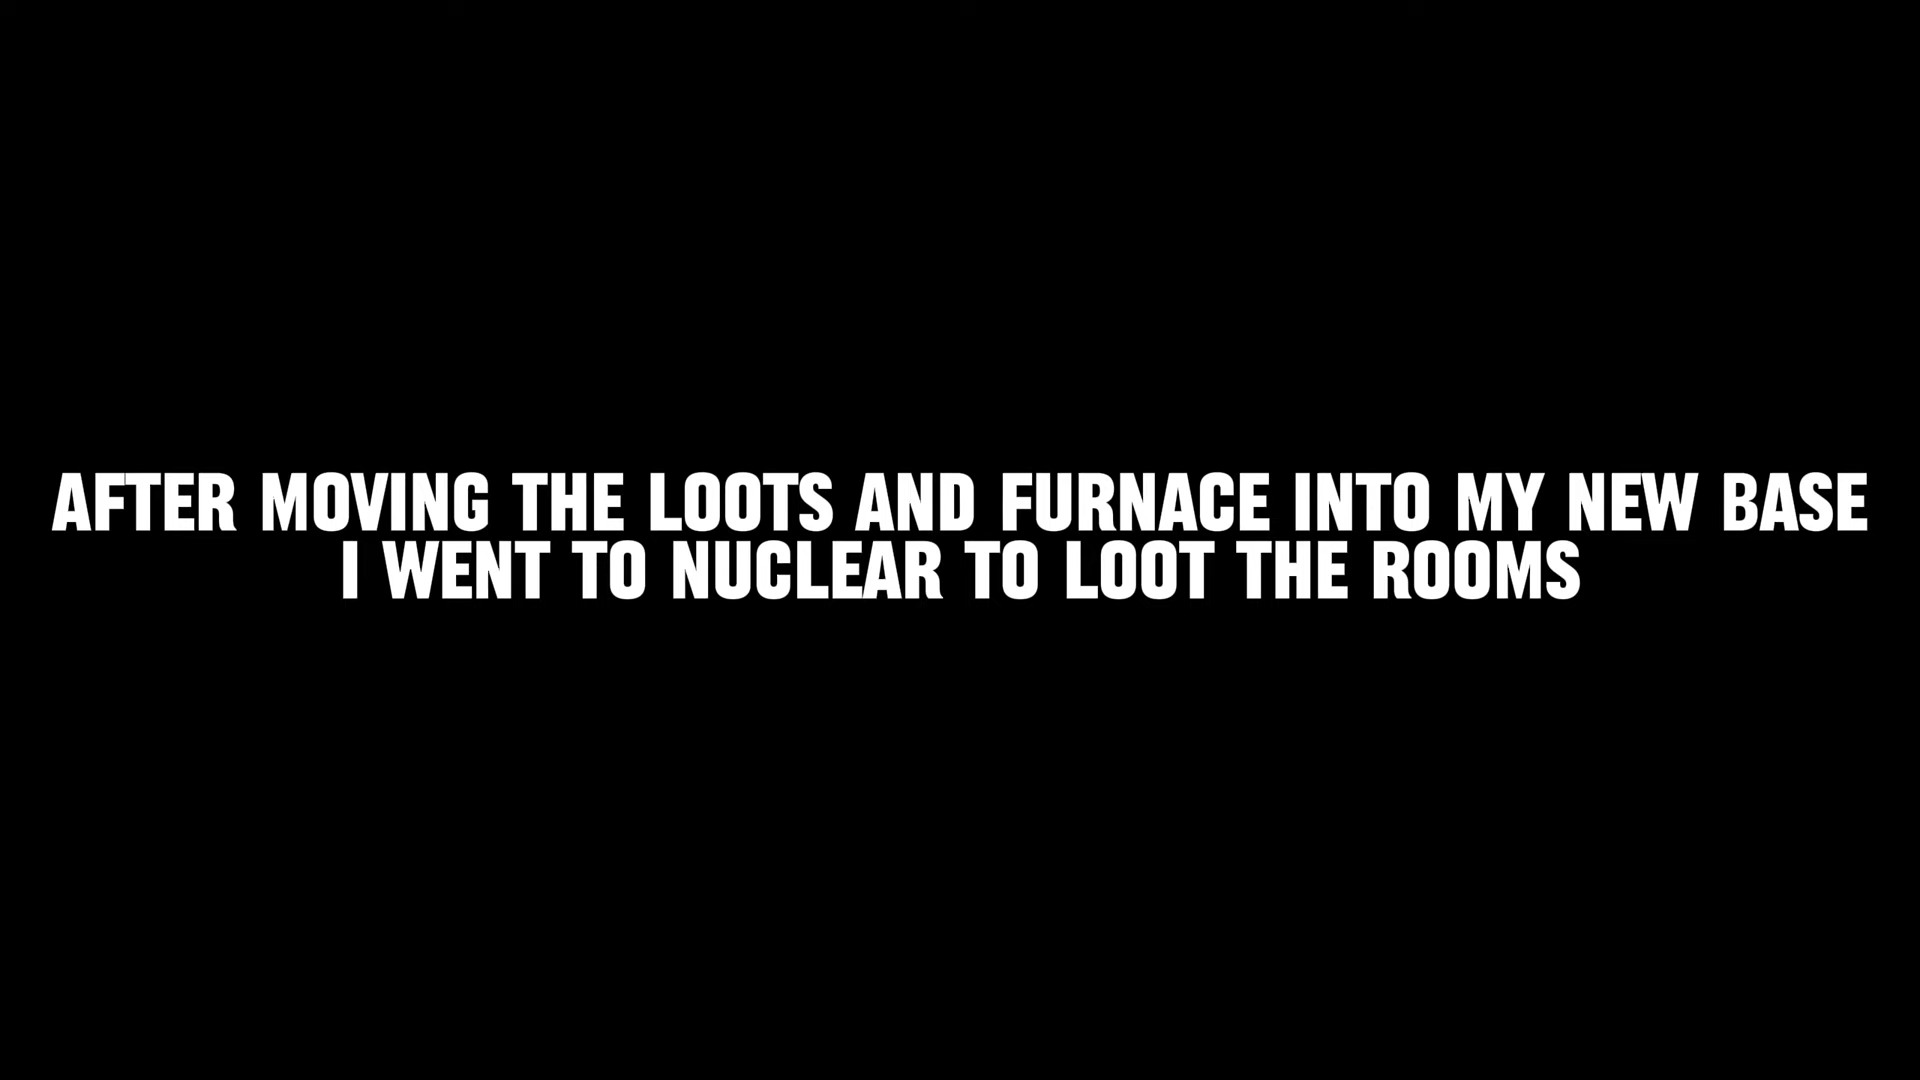 AFTER MOVING THE LOOTS AND FURNACE INTO MY NEW BASE
I WENT TO NUCLEAR TO LOOT THE ROOMS